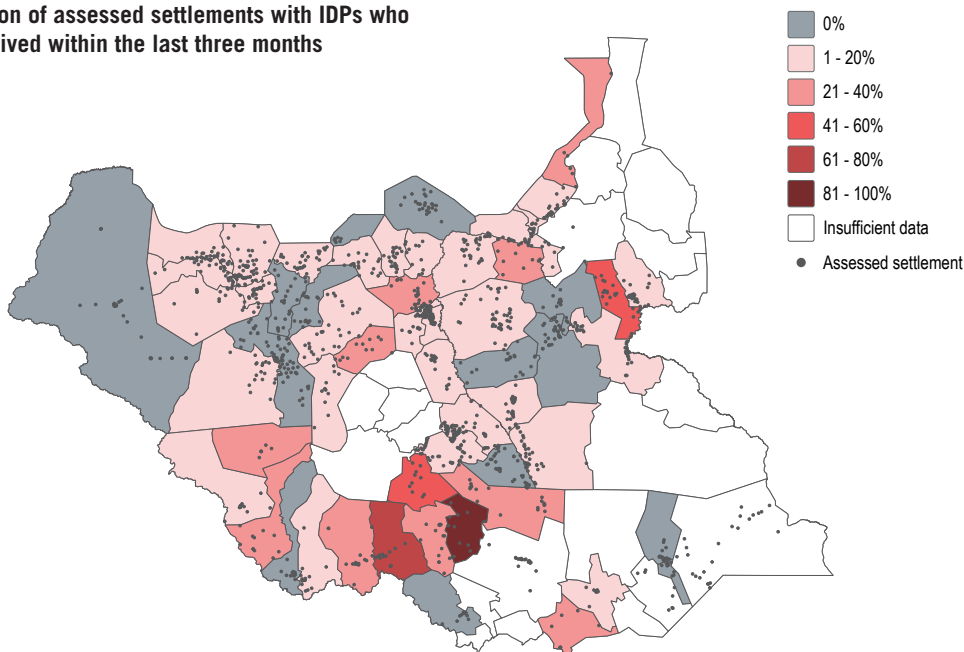 on of assessed settlements with IDPs who
ived within the last three months
0%
1 - 20%
21 - 40%
41 - 60%
61 - 80%
81 - 100%
Insufficient data
Assessed settlement